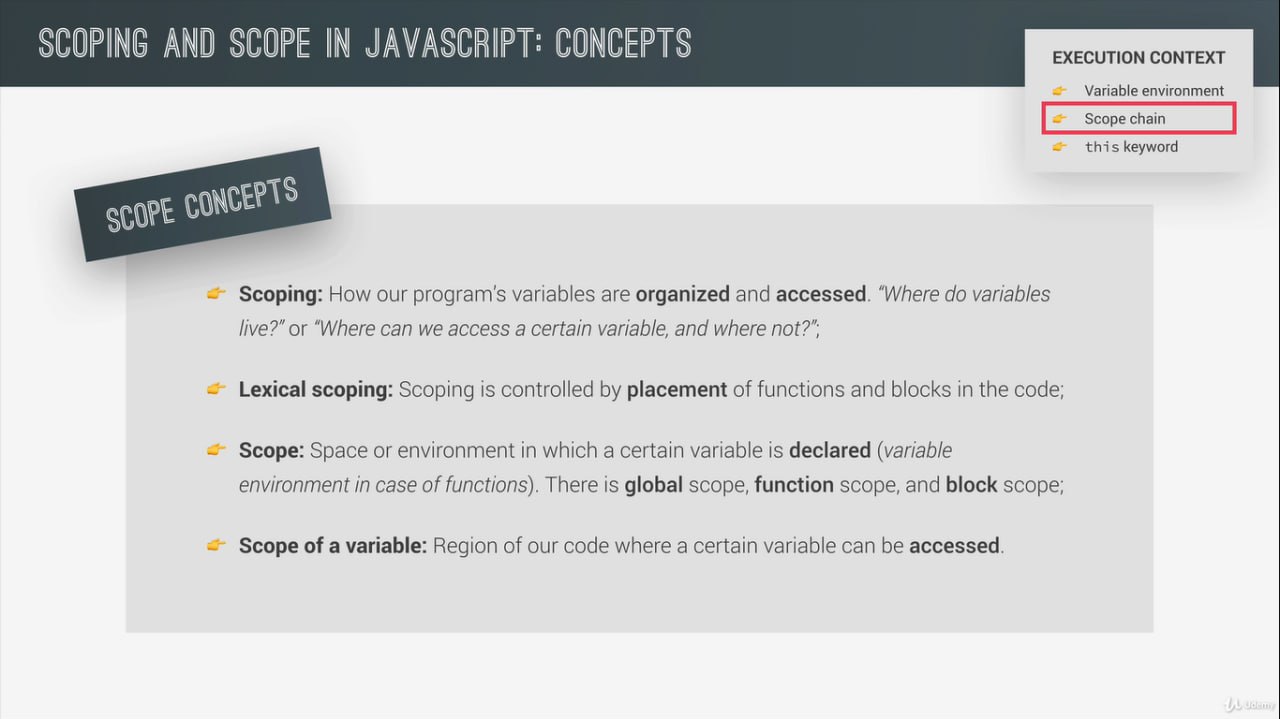 SCOPING AND SCOPE IN JAVASCRIPT: CONCEPTS
EXECUTION CONTEXT
👉 Variable environment
👉 Scope chain
👉 this keyword
SCOPE CONCEPTS
👉 Scoping: How our program’s variables are organized and accessed. “Where do variables
live?” or “Where can we access a certain variable, and where not?”;
👉 Lexical scoping: Scoping is controlled by placement of functions and blocks in the code;
👉 Scope: Space or environment in which a certain variable is declared (variable
environment in case of functions). There is global scope, function scope, and block scope;
👉 Scope of a variable: Region of our code where a certain variable can be accessed.
Udemy